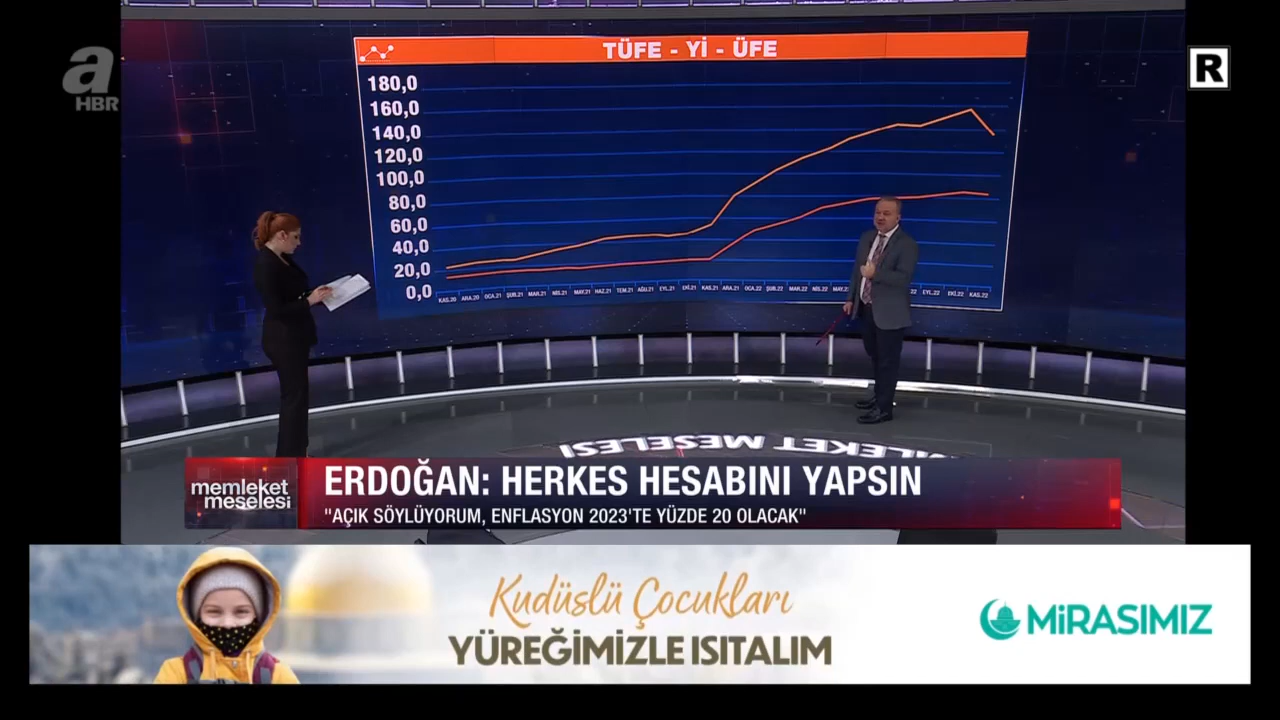 a
HBR
R
TÜFE - Yİ - ÜFE
180,0
160,0
140,0
120,0
100,0
80,0
60,0
40,0
20,0
0,0
KAS.20 ARA.20 OCA.21 ŞUB.21 MAR.21 NİS.21 MAY.21 HAZ.21 TEM.21 AĞU.21 EYL.21 EKİ.21 KAS.21 ARA.21 OCA.22 ŞUB.22 MAR.22 NİS.22 MAY.22 EYL.22 EKİ.22 KAS.22
MLEKET MESELESİ
memleket
meselesi
ERDOĞAN: HERKES HESABINI YAPSIN
"AÇIK SÖYLÜYORUM, ENFLASYON 2023'TE YÜZDE 20 OLACAK"
Kudüslü Çocukları
YÜREĞİMİZLE ISITALIM
MİRASIMIZ